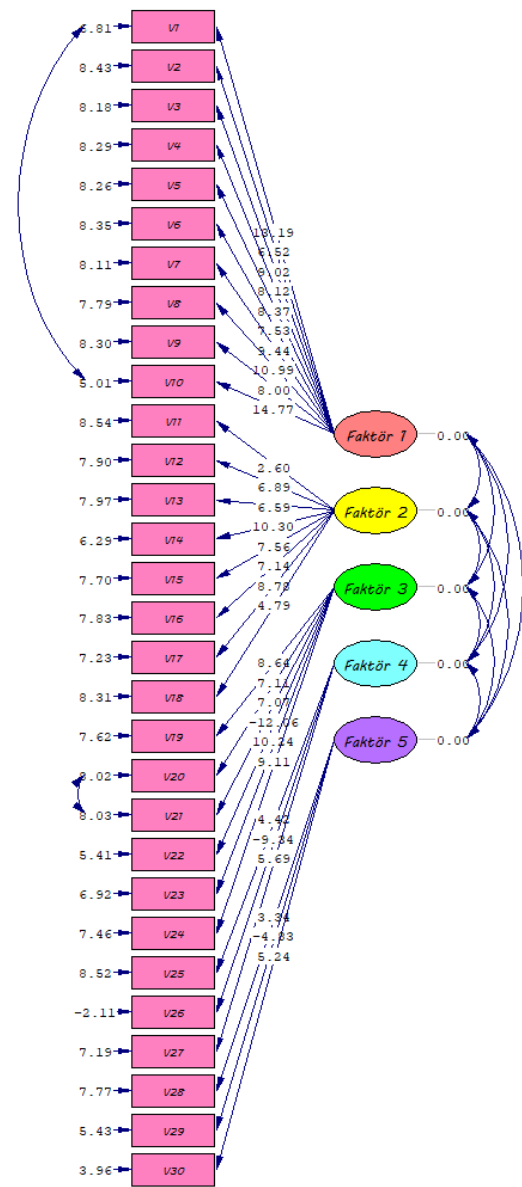 V1
8.43 V2
8.18 V3
8.29 V4
8.26 V5
8.35 V6
8.11 V7
7.79 V8
8.30 V9
5.01 V10
8.54 V11
7.90 V12
7.97 V13
6.29 V14
7.70 V15
7.83 V16
7.23 V17
8.31 V18
7.62 V19
8.02 V20
8.03 V21
5.41 V22
6.92 V23
7.46 V24
8.52 V25
-2.11 V26
7.19 V27
7.77 V28
5.43 V29
3.96 V30
13.19
6.52
9.02
8.12
8.37
7.53
9.44
10.99
8.00
14.77
2.60
6.89
6.59
10.30
7.56
7.14
4.79
8.64
7.11
7.07
-12.06
10.24
9.11
4.42
-9.34
5.69
3.34
-4.83
5.24
Faktör 1 0.00
Faktör 2 0.00
Faktör 3 0.00
Faktör 4 0.00
Faktör 5 0.00